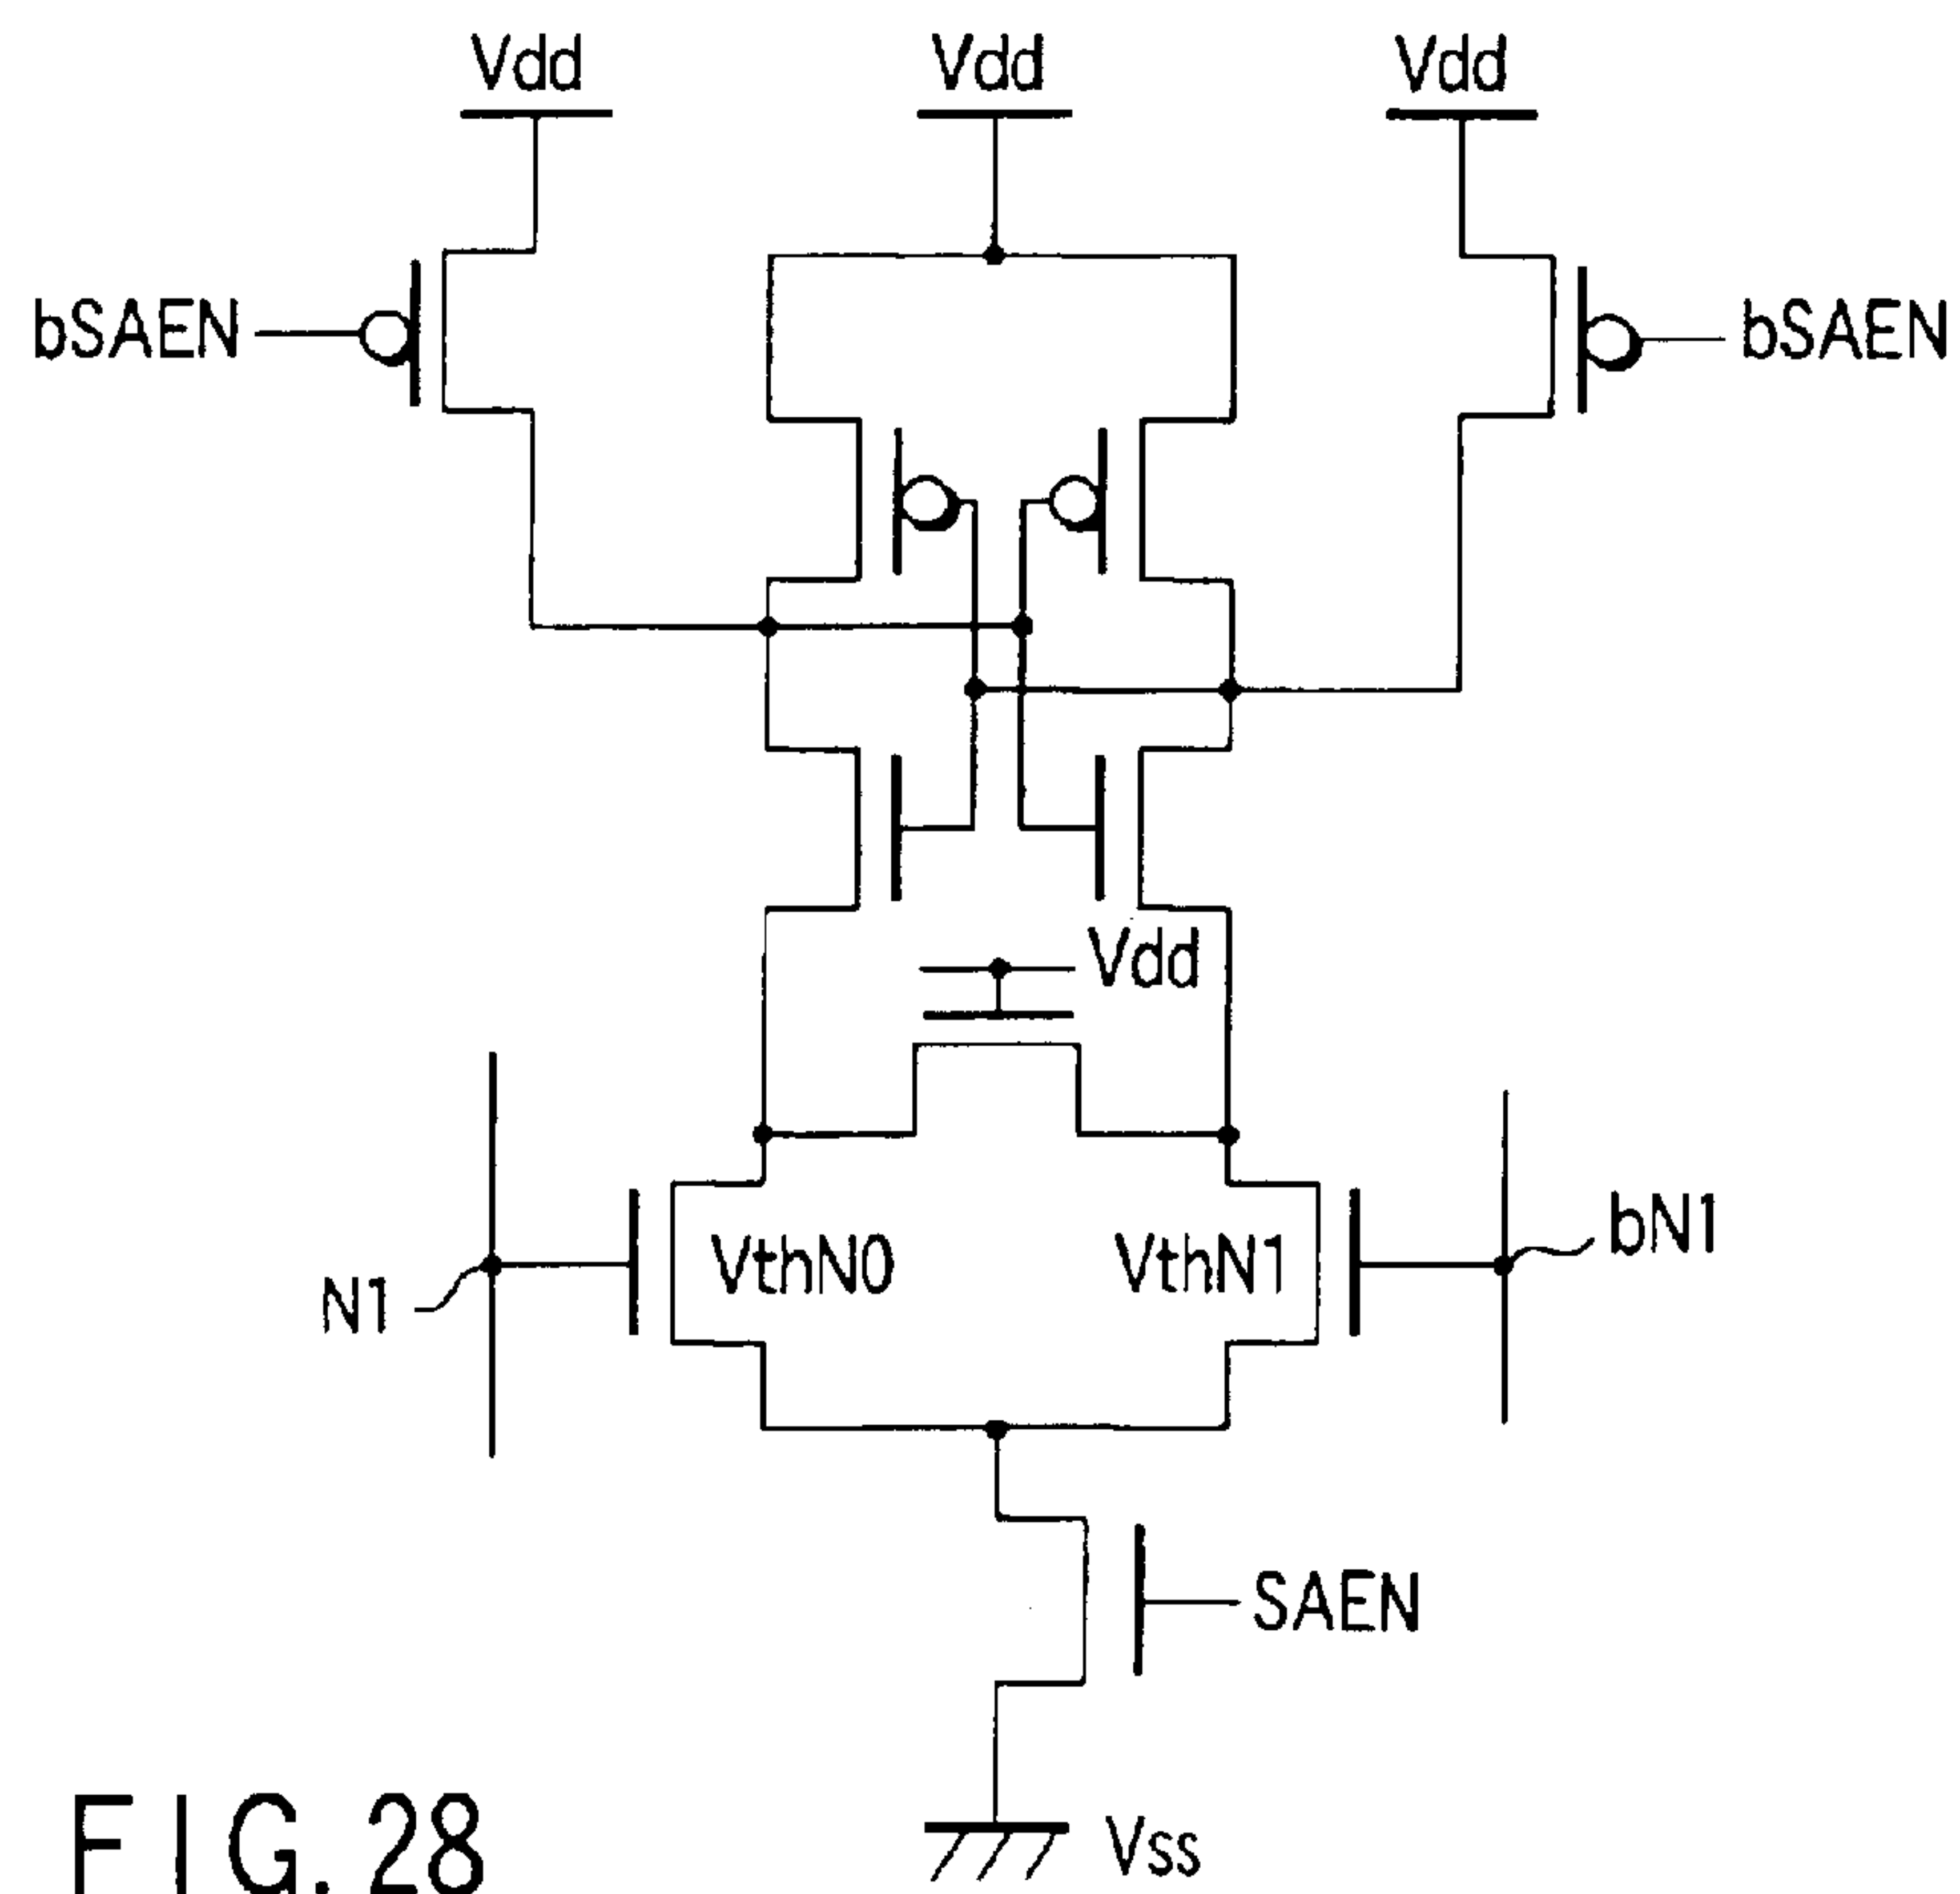 Vdd
Vdd
Vdd
bSAEN
bSAEN
Vdd
N1
VthN0
VthN1
bN1
SAEN
Vss
FIG. 28